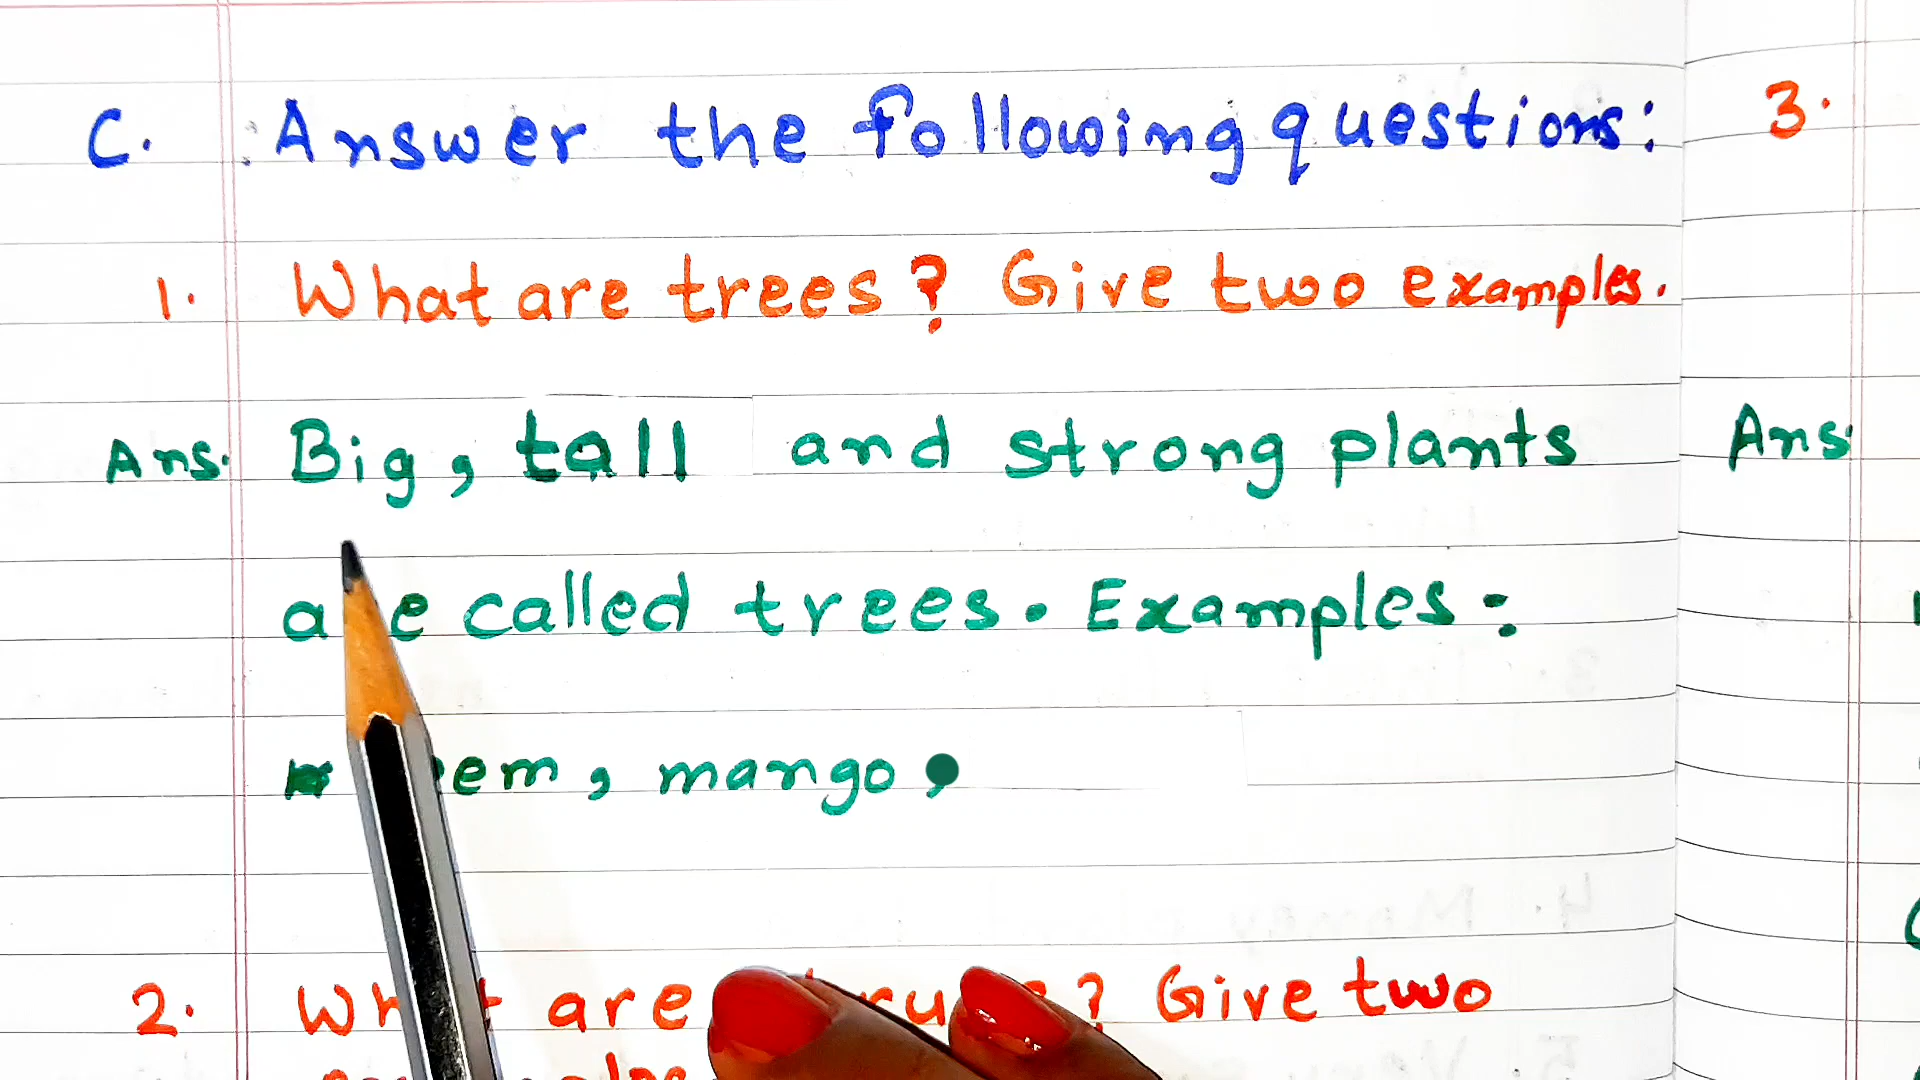 C. Answer the following questions:
1. What are trees? Give two examples.
Ans. Big, tall and strong plants
are called trees. Examples:
mango
2. are ? Give two
3.
Ans